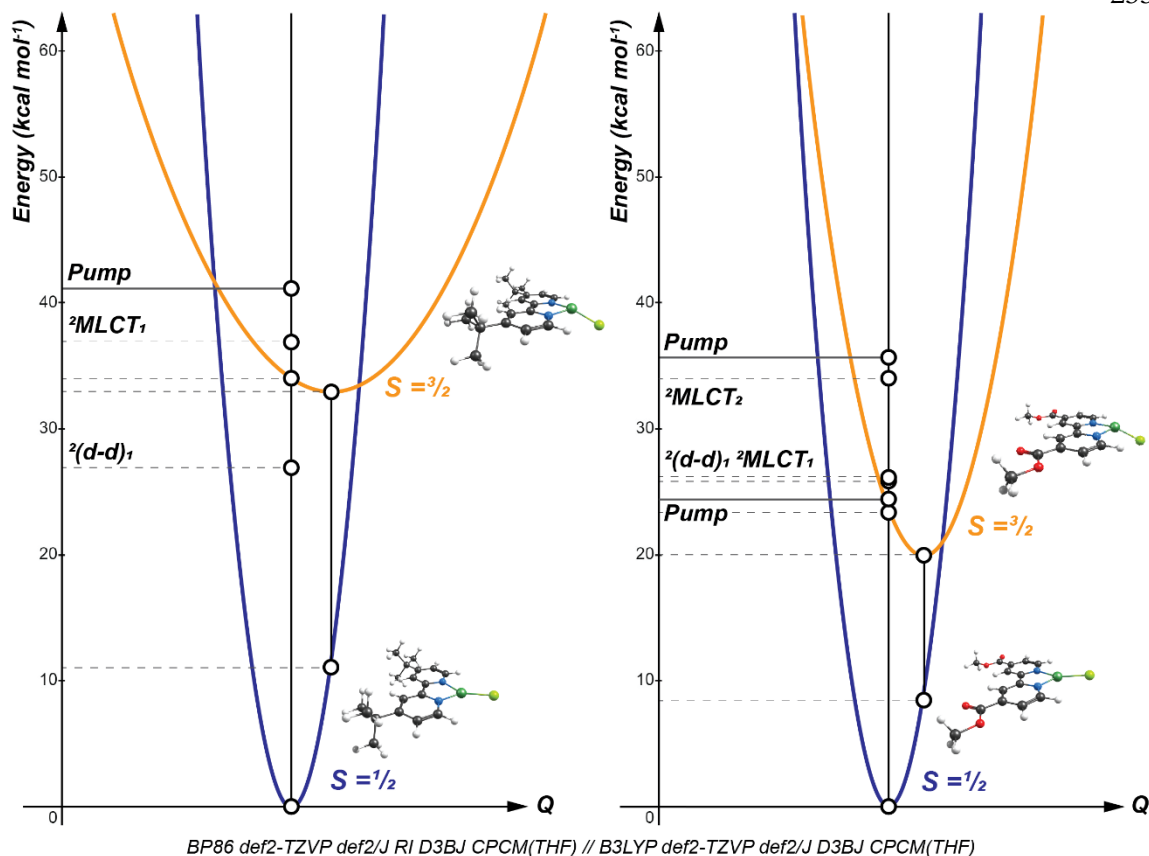 Energy (kcal mol⁻¹)
60
50
40
30
20
10
0
Pump
²MLCT₁
²(d-d)₁
S =³/₂
S =¹/₂
Q
Energy (kcal mol⁻¹)
60
50
40
30
20
10
0
Pump
²MLCT₂
²(d-d)₁ ²MLCT₁
Pump
S =³/₂
S =¹/₂
Q
BP86 def2-TZVP def2/J RI D3BJ CPCM(THF) // B3LYP def2-TZVP def2/J D3BJ CPCM(THF)